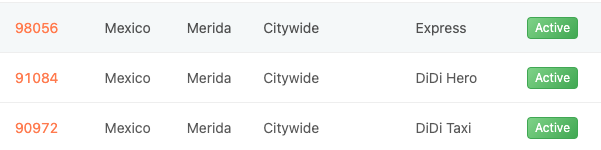 98056 Mexico Merida Citywide Express Active
91084 Mexico Merida Citywide DiDi Hero Active
90972 Mexico Merida Citywide DiDi Taxi Active